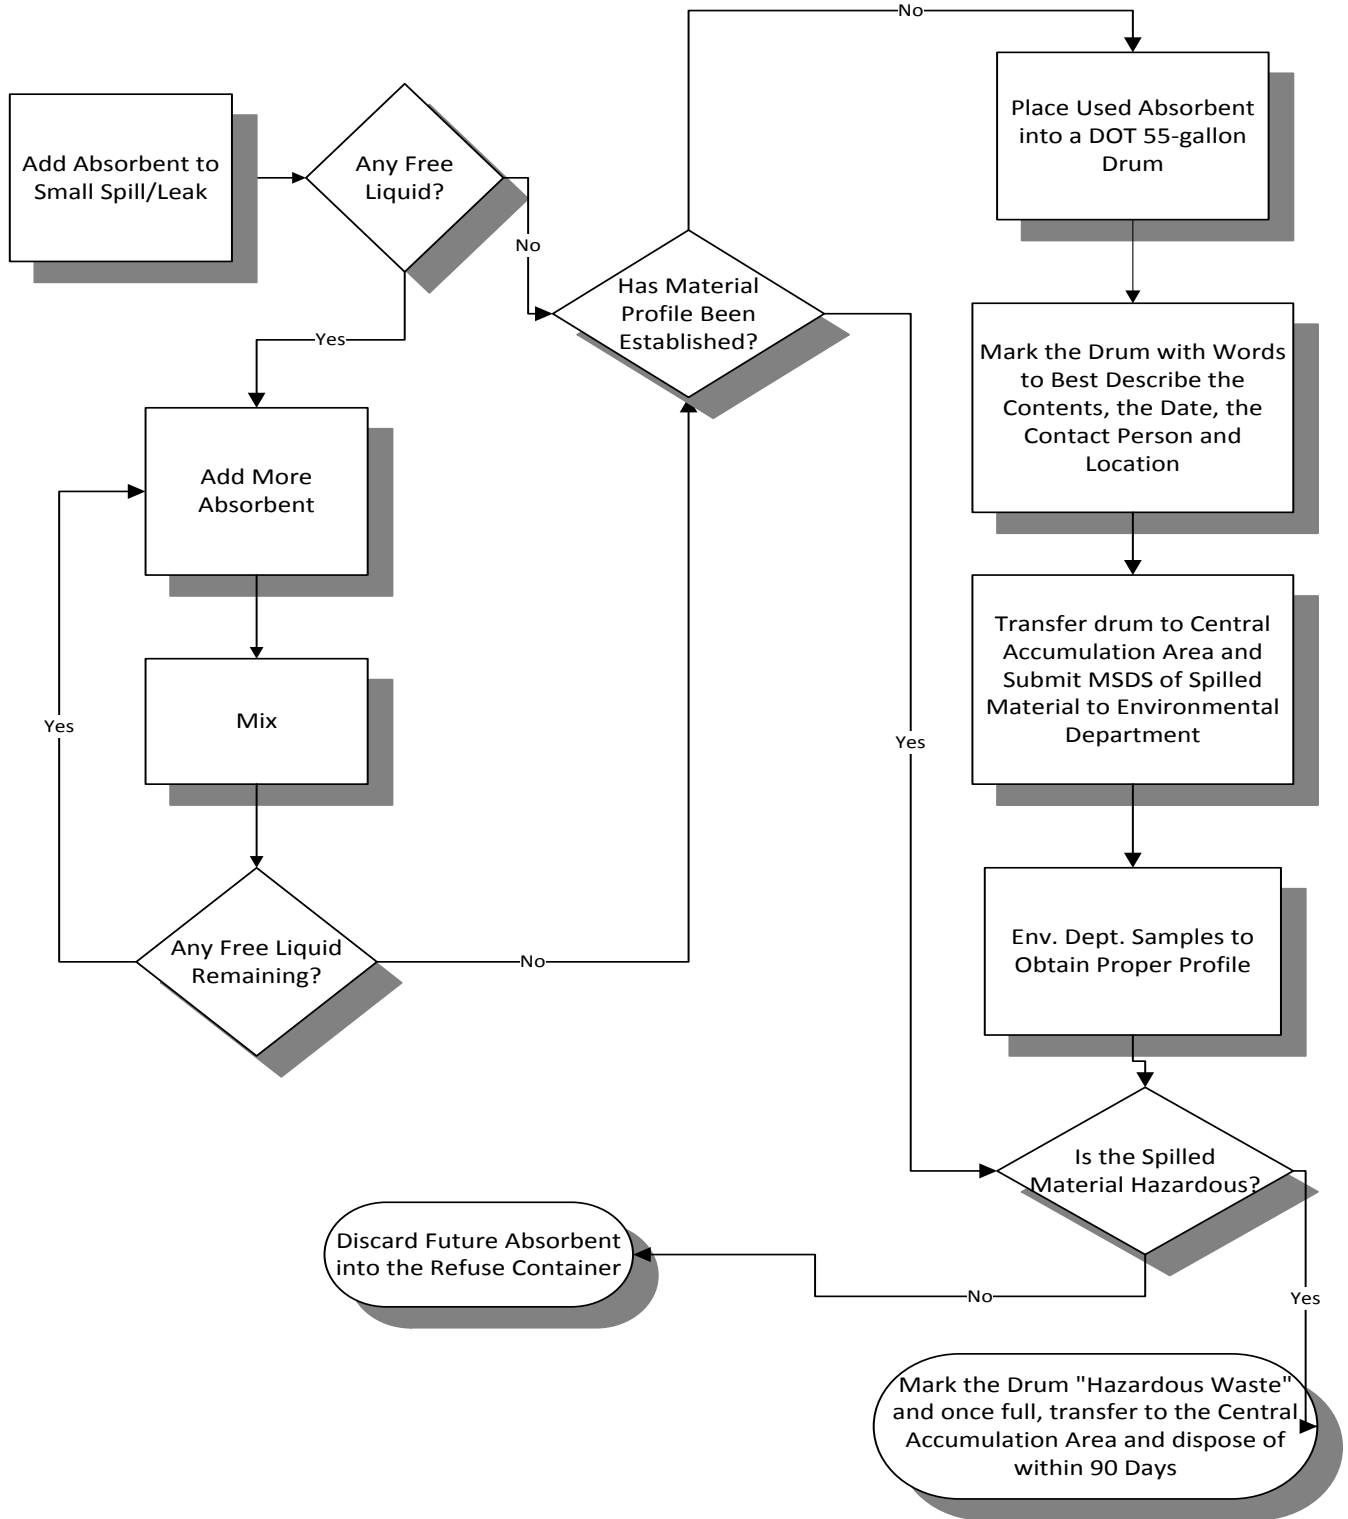 Add Absorbent to
Small Spill/Leak
Any Free
Liquid?
No
Yes
Has Material
Profile Been
Established?
No
Yes
Add More
Absorbent
Mix
Any Free Liquid
Remaining?
Yes
No
Place Used Absorbent
into a DOT 55-gallon
Drum
Mark the Drum with Words
to Best Describe the
Contents, the Date, the
Contact Person and
Location
Transfer drum to Central
Accumulation Area and
Submit MSDS of Spilled
Material to Environmental
Department
Env. Dept. Samples to
Obtain Proper Profile
Is the Spilled
Material Hazardous?
No
Yes
Discard Future Absorbent
into the Refuse Container
Mark the Drum "Hazardous Waste"
and once full, transfer to the Central
Accumulation Area and dispose of
within 90 Days